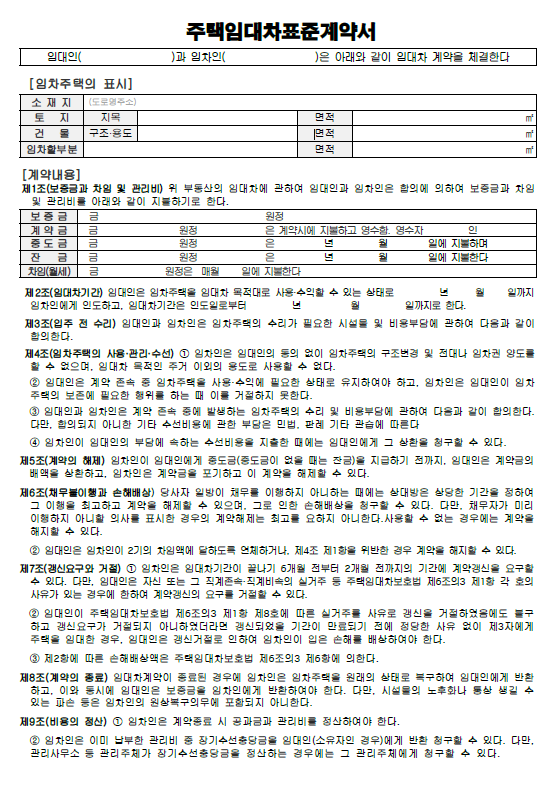 주택임대차표준계약서
임대인( )과 임차인( )은 아래와 같이 임대차 계약을 체결한다
[임차주택의 표시]
소 재 지 (도로명주소)
토 지 지목 면적 ㎡
건 물 구조·용도 면적 ㎡
임차할부분 면적 ㎡
[계약내용]
제1조(보증금과 차임 및 관리비) 위 부동산의 임대차에 관하여 임대인과 임차인은 합의에 의하여 보증금과 차임
및 관리비를 아래와 같이 지불하기로 한다.
보 증 금 금 원정
계 약 금 금 원정 은 계약시에 지불하고 영수함. 영수자 인
중 도 금 금 원정 은 년 월 일에 지불하며
잔 금 금 원정 은 년 월 일에 지불한다
차임(월세) 금 원정은 매월 일에 지불한다
제2조(임대차기간) 임대인은 임차주택을 임대차 목적대로 사용·수익할 수 있는 상태로 년 월 일까지
임차인에게 인도하고, 임대차기간은 인도일로부터 년 월 일까지로 한다.
제3조(입주 전 수리) 임대인과 임차인은 임차주택의 수리가 필요한 시설물 및 비용부담에 관하여 다음과 같이
합의한다.
제4조(임차주택의 사용·관리·수선) ① 임차인은 임대인의 동의 없이 임차주택의 구조변경 및 전대나 임차권 양도를
할 수 없으며, 임대차 목적인 주거 이외의 용도로 사용할 수 없다.
② 임대인은 계약 존속 중 임차주택을 사용·수익에 필요한 상태로 유지하여야 하고, 임차인은 임대인이 임차
주택의 보존에 필요한 행위를 하는 때 이를 거절하지 못한다.
③ 임대인과 임차인은 계약 존속 중에 발생하는 임차주택의 수리 및 비용부담에 관하여 다음과 같이 합의한다.
다만, 합의되지 아니한 기타 수선비용에 관한 부담은 민법, 판례 기타 관습에 따른다
④ 임차인이 임대인의 부담에 속하는 수선비용을 지출한 때에는 임대인에게 그 상환을 청구할 수 있다.
제5조(계약의 해제) 임차인이 임대인에게 중도금(중도금이 없을 때는 잔금)을 지급하기 전까지, 임대인은 계약금의
배액을 상환하고, 임차인은 계약금을 포기하고 이 계약을 해제할 수 있다.
제6조(채무불이행과 손해배상) 당사자 일방이 채무를 이행하지 아니하는 때에는 상대방은 상당한 기간을 정하여
그 이행을 최고하고 계약을 해제할 수 있으며, 그로 인한 손해배상을 청구할 수 있다. 다만, 채무자가 미리
이행하지 아니할 의사를 표시한 경우의 계약해제는 최고를 요하지 아니한다.사용할 수 없는 경우에는 계약을
해지할 수 있다.
② 임대인은 임차인이 2기의 차임액에 달하도록 연체하거나, 제4조 제1항을 위반한 경우 계약을 해지할 수 있다.
제7조(갱신요구와 거절) ① 임차인은 임대차기간이 끝나기 6개월 전부터 2개월 전까지의 기간에 계약갱신을 요구할
수 있다. 다만, 임대인은 자신 또는 그 직계존속·직계비속의 실거주 등 주택임대차보호법 제6조의3 제1항 각 호의
사유가 있는 경우에 한하여 계약갱신의 요구를 거절할 수 있다.
② 임대인이 주택임대차보호법 제6조의3 제1항 제8호에 따른 실거주를 사유로 갱신을 거절하였음에도 불구
하고 갱신요구가 거절되지 아니하였더라면 갱신되었을 기간이 만료되기 전에 정당한 사유 없이 제3자에게
주택을 임대한 경우, 임대인은 갱신거절로 인하여 임차인이 입은 손해를 배상하여야 한다.
③ 제2항에 따른 손해배상액은 주택임대차보호법 제6조의3 제6항에 의한다.
제8조(계약의 종료) 임대차계약이 종료된 경우에 임차인은 임차주택을 원래의 상태로 복구하여 임대인에게 반환
하고, 이와 동시에 임대인은 보증금을 임차인에게 반환하여야 한다. 다만, 시설물의 노후화나 통상 생길 수
있는 파손 등은 임차인의 원상복구의무에 포함되지 아니한다.
제9조(비용의 정산) ① 임차인은 계약종료 시 공과금과 관리비를 정산하여야 한다.
② 임차인은 이미 납부한 관리비 중 장기수선충당금을 임대인(소유자인 경우)에게 반환 청구할 수 있다. 다만,
관리사무소 등 관리주체가 장기수선충당금을 정산하는 경우에는 그 관리주체에게 청구할 수 있다.